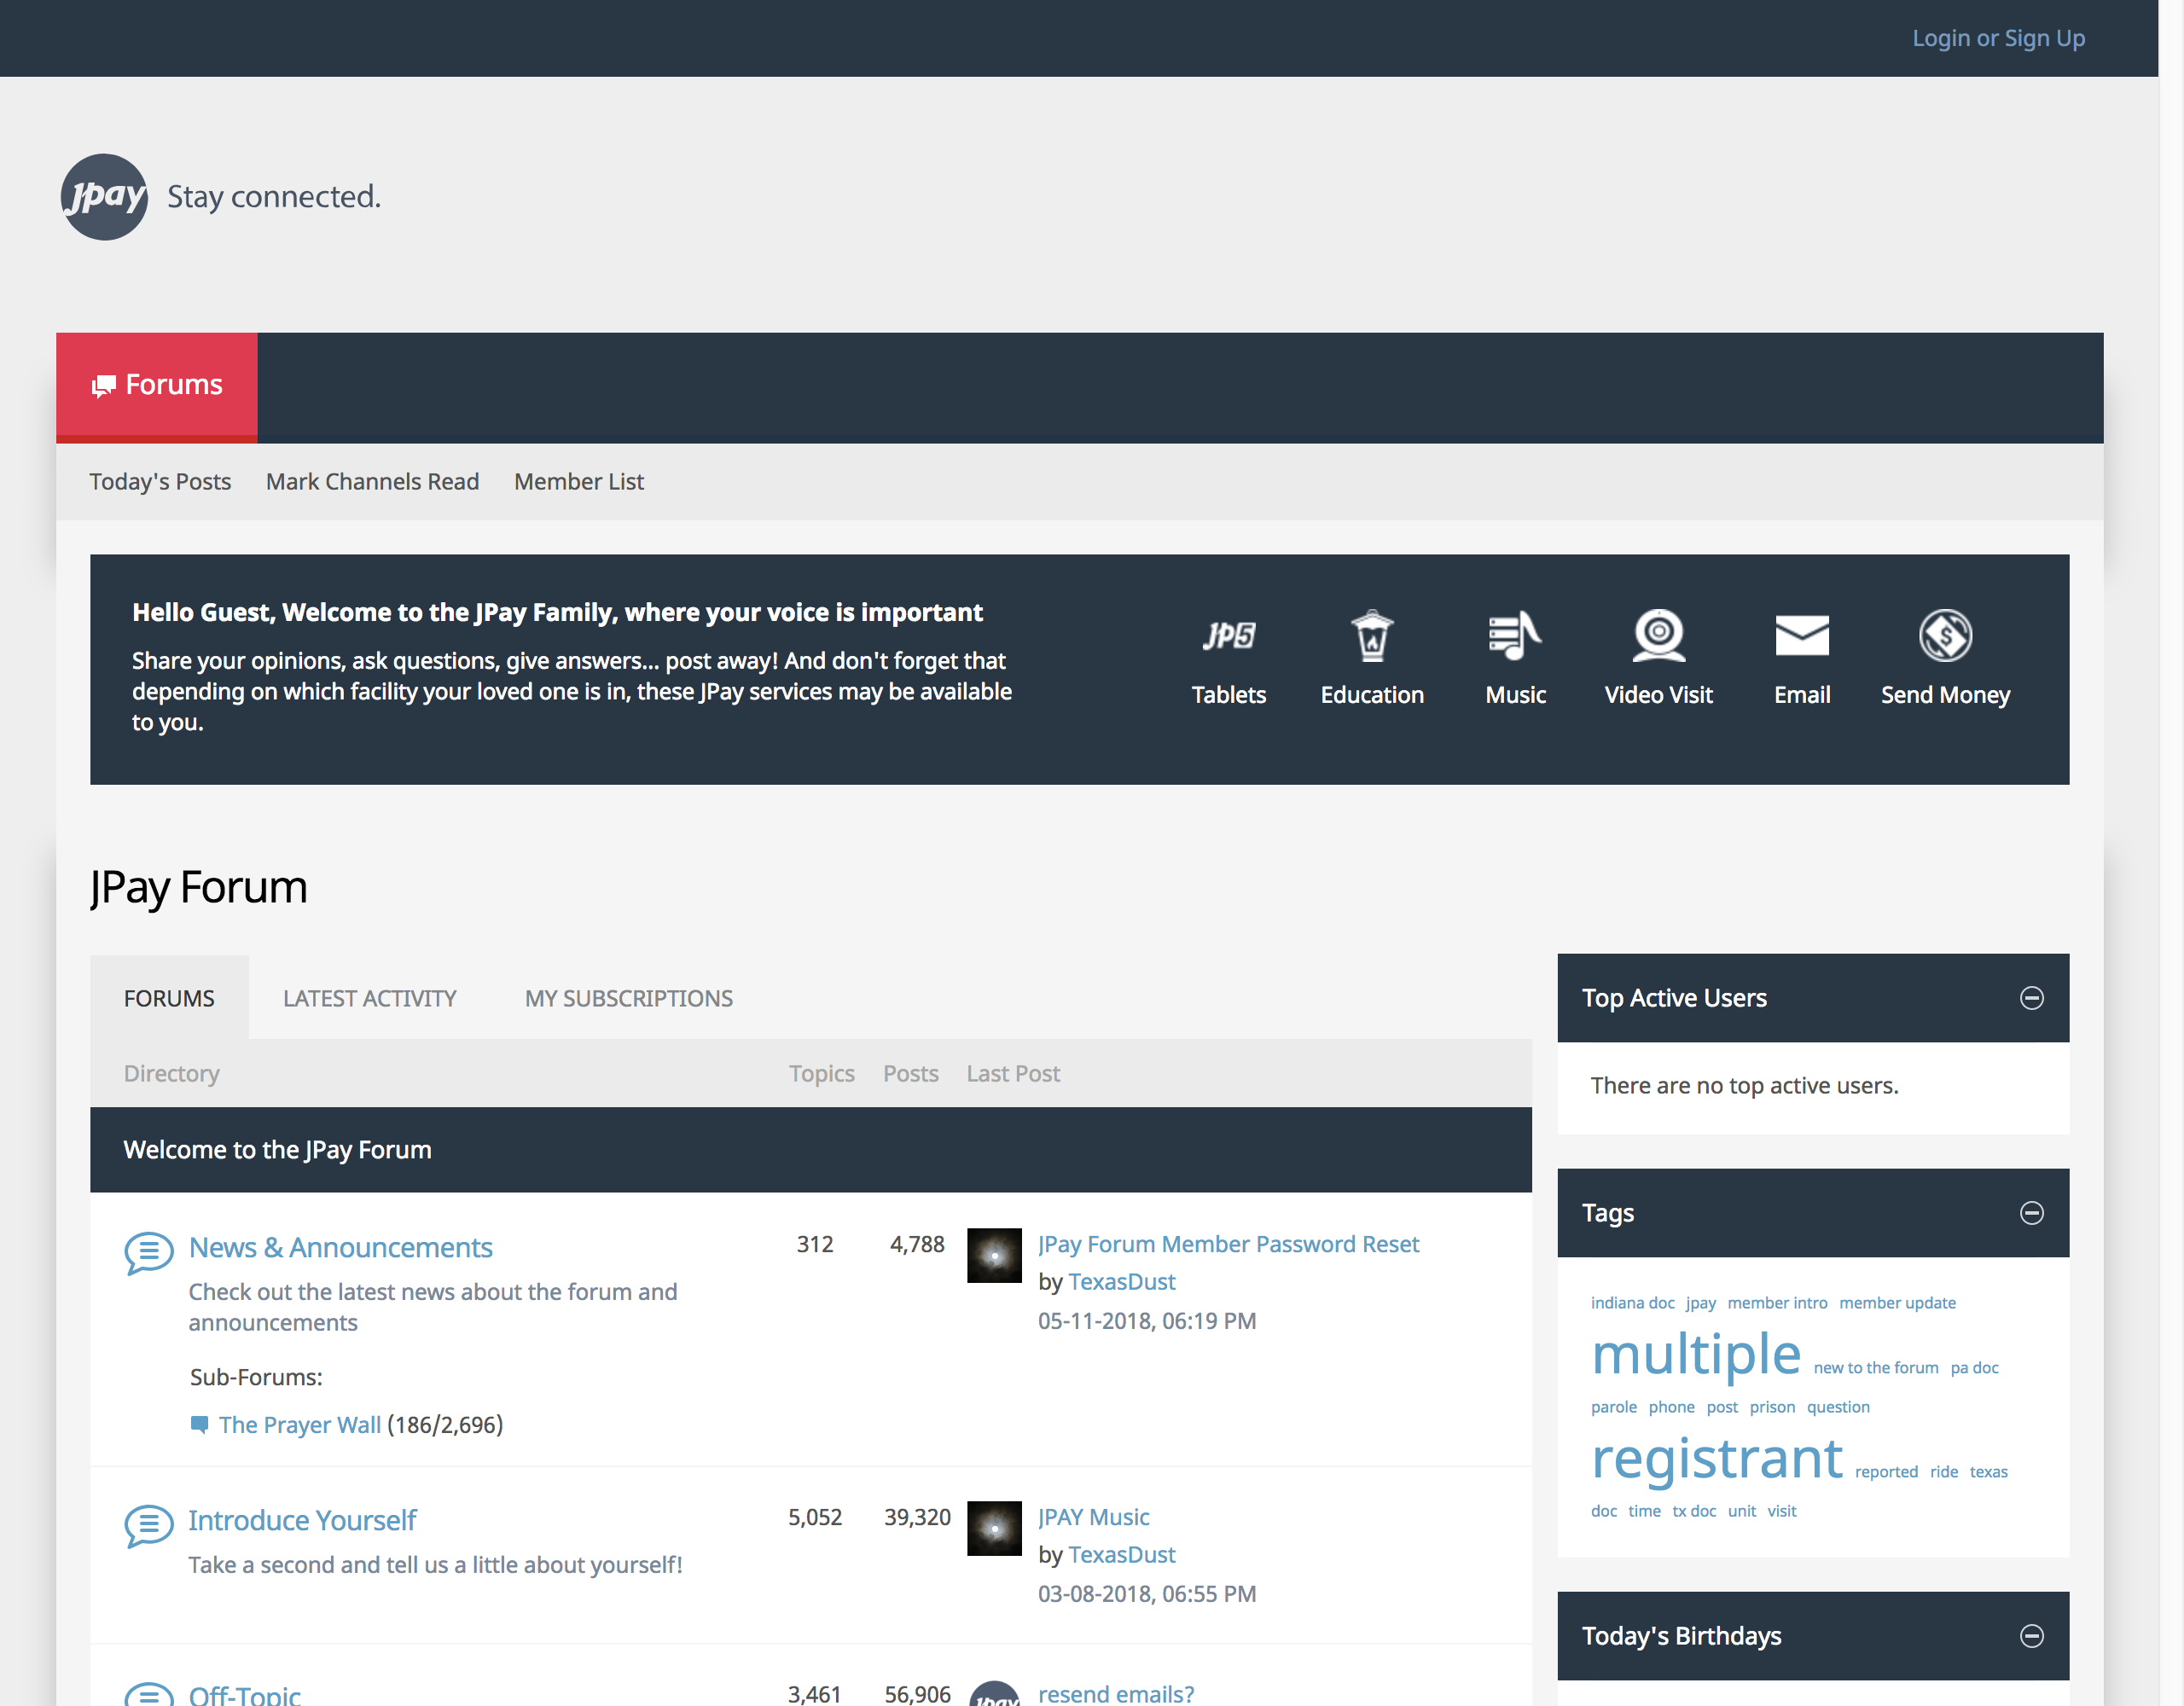 Login or Sign Up
jpay Stay connected.
Forums
Today's Posts Mark Channels Read Member List
Hello Guest, Welcome to the JPay Family, where your voice is important
Share your opinions, ask questions, give answers... post away! And don't forget that
depending on which facility your loved one is in, these JPay services may be available
to you.
JP5
Tablets Education Music Video Visit Email Send Money
JPay Forum
FORUMS LATEST ACTIVITY MY SUBSCRIPTIONS
Directory Topics Posts Last Post
Welcome to the JPay Forum
News & Announcements 312 4,788 JPay Forum Member Password Reset
Check out the latest news about the forum and
announcements
by TexasDust
05-11-2018, 06:19 PM
Sub-Forums:
The Prayer Wall (186/2,696)
Introduce Yourself 5,052 39,320 JPAY Music
Take a second and tell us a little about yourself!
by TexasDust
03-08-2018, 06:55 PM
Off-Topic 3,461 56,906 jpay resend emails?
Top Active Users
There are no top active users.
Tags
indiana doc jpay member intro member update
multiple new to the forum pa doc
parole phone post prison question
registrant reported ride texas
doc time tx doc unit visit
Today's Birthdays